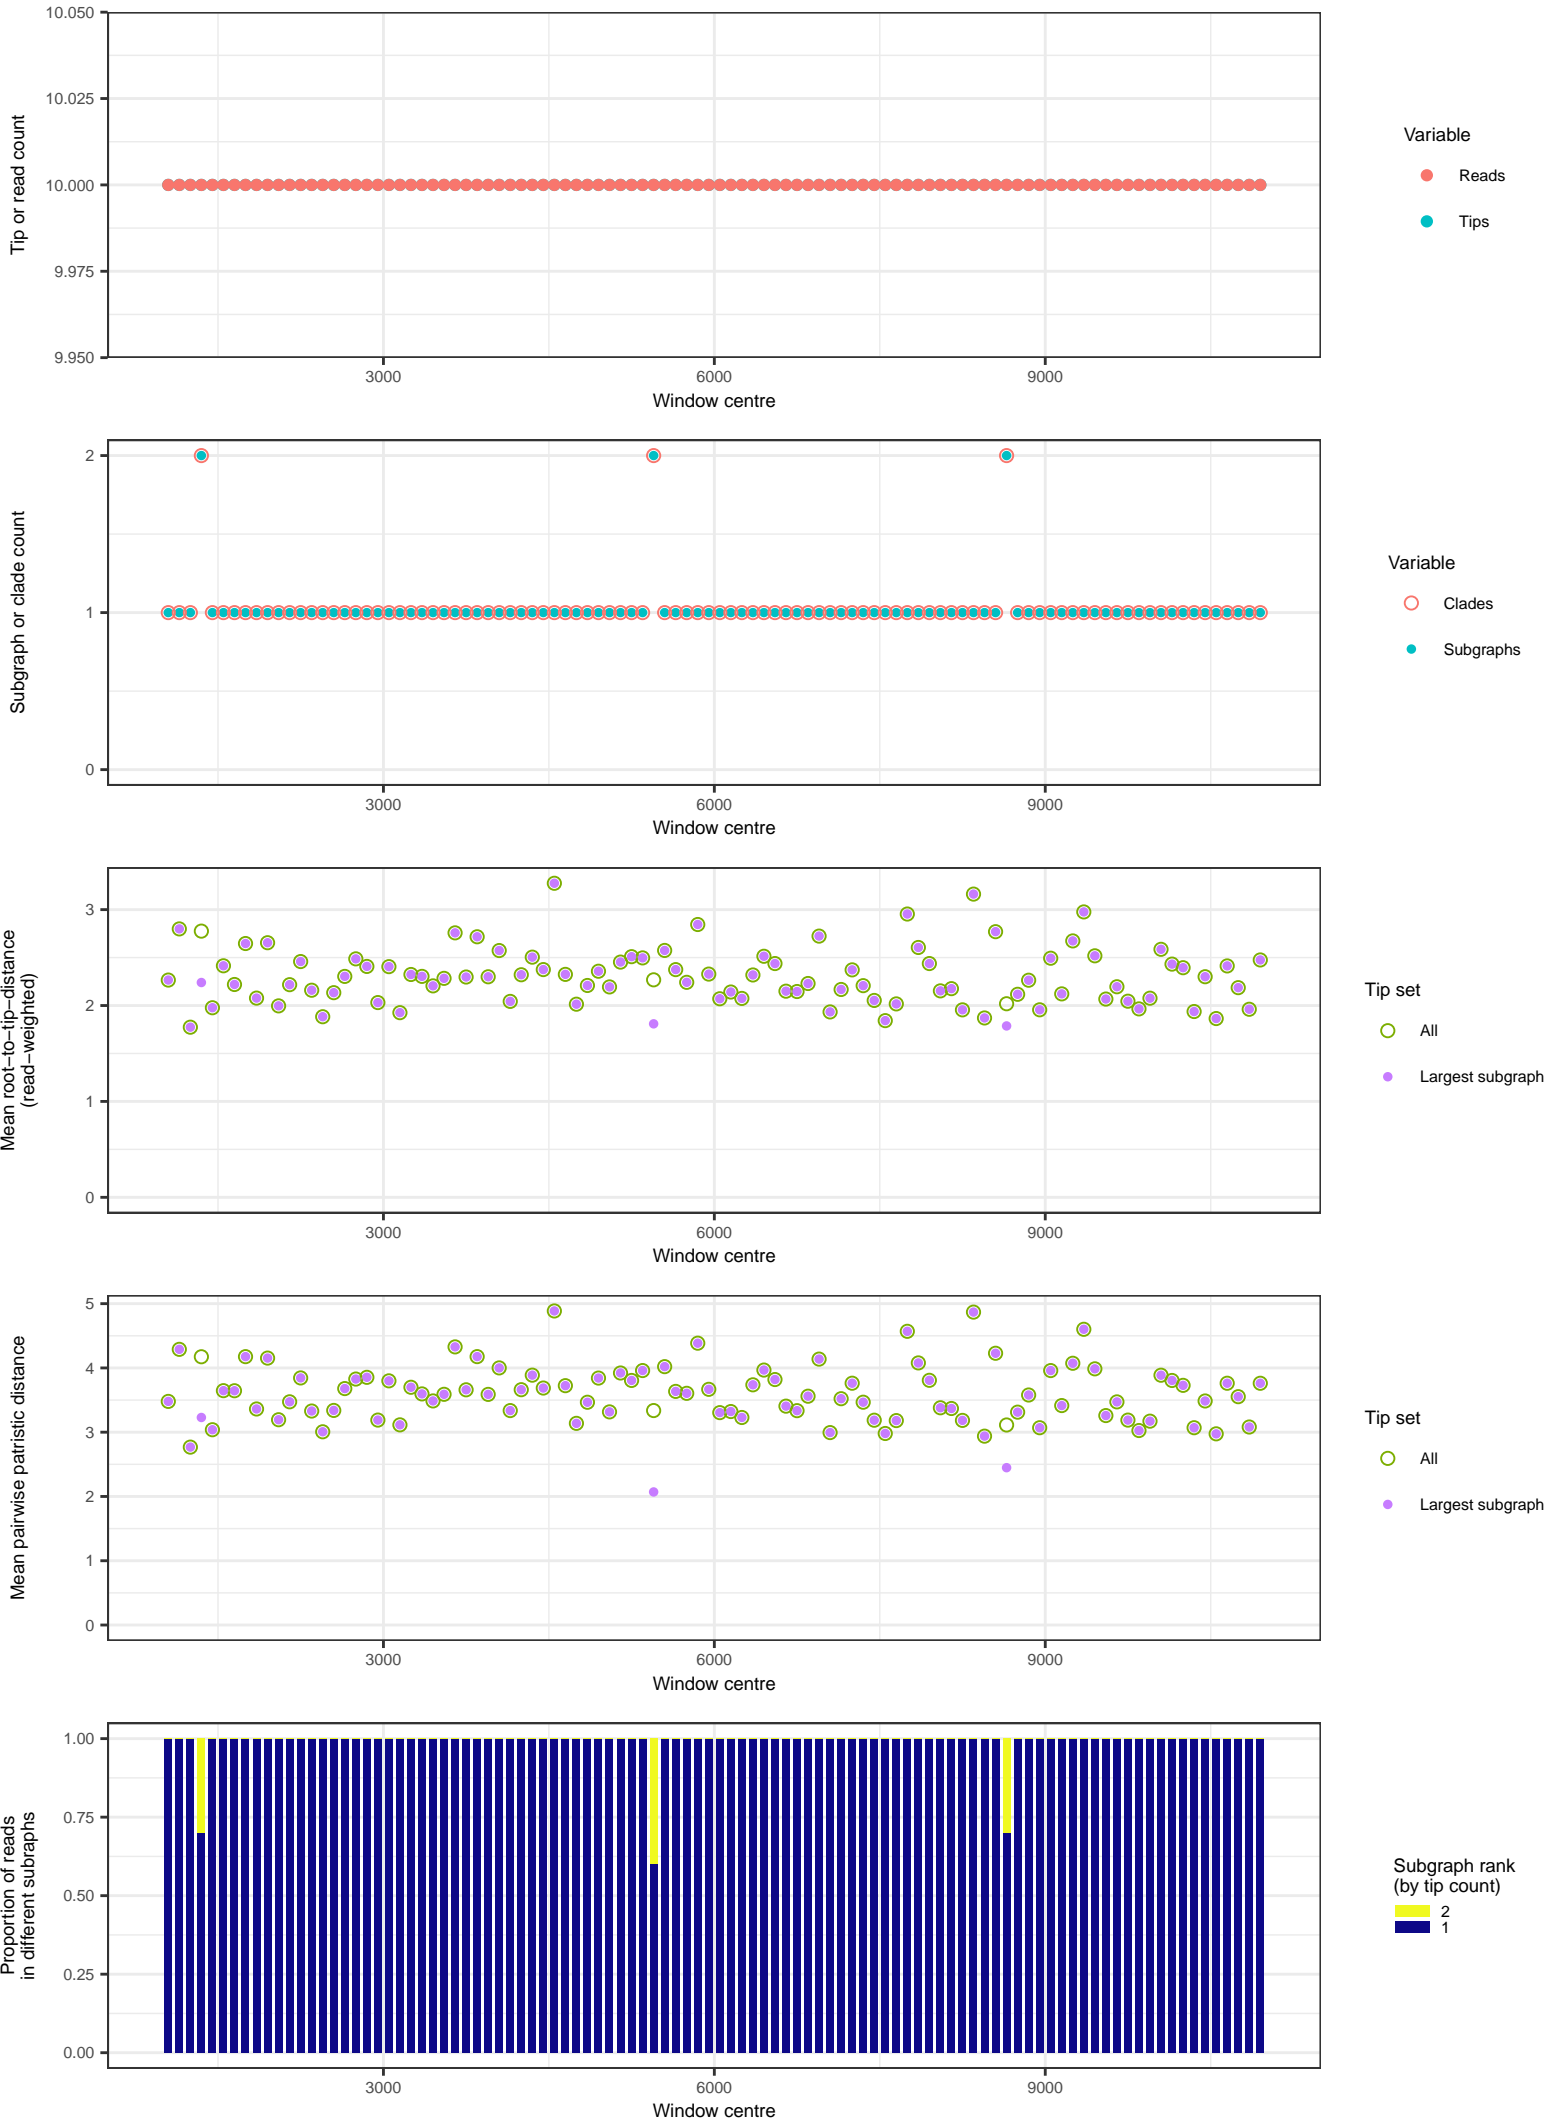 10.050
10.025
10.000
9.975
9.950
Tip or read count
3000
6000
9000
Window centre
Variable
Reads
Tips
2
1
0
Subgraph or clade count
3000
6000
9000
Window centre
Variable
Clades
Subgraphs
3
2
1
0
Mean root−to−tip−distance
(read−weighted)
3000
6000
9000
Window centre
Tip set
All
Largest subgraph
5
4
3
2
1
0
Mean pairwise patristic distance
3000
6000
9000
Window centre
Tip set
All
Largest subgraph
1.00
0.75
0.50
0.25
0.00
Proportion of reads
in different subraphs
3000
6000
9000
Window centre
Subgraph rank
(by tip count)
2
1